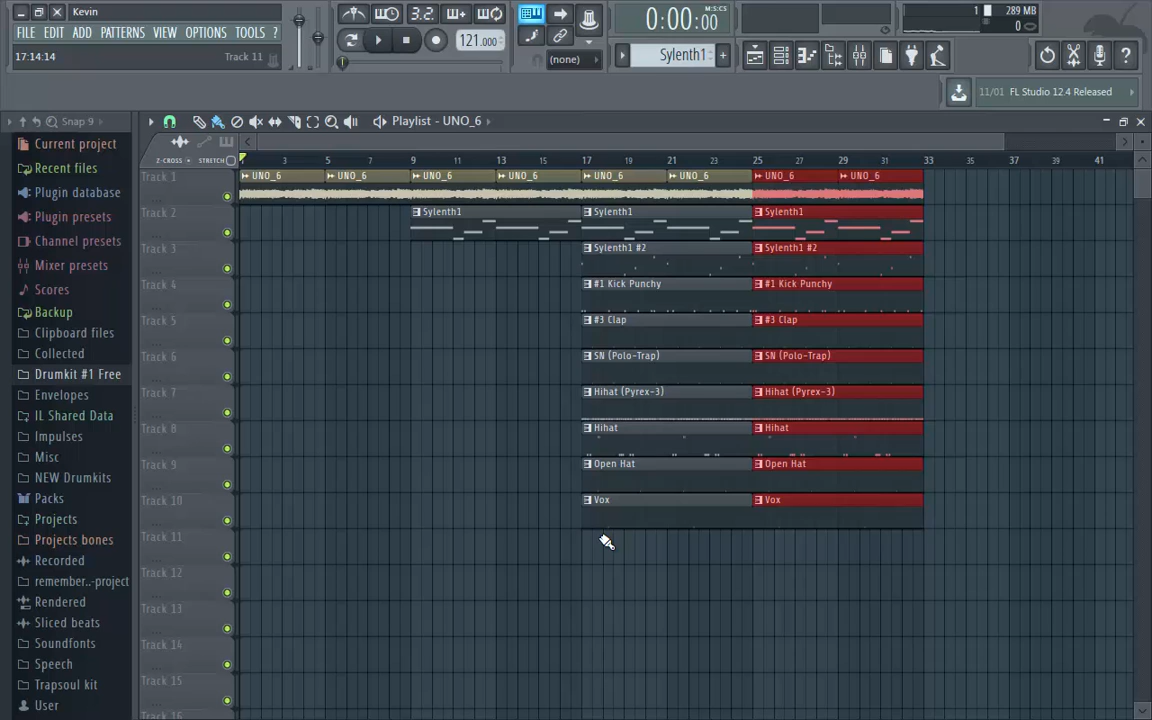 Kevin
FILE EDIT ADD PATTERNS VIEW OPTIONS TOOLS ?
17:14:14 Track 11
3.2.
121.000
0:00:00
M:S:CS
(none)
Sylenth1
1
289 MB
0
11/01 FL Studio 12.4 Released
Snap 9
Playlist - UNO_6
Current project
Recent files
Plugin database
Plugin presets
Channel presets
Mixer presets
Scores
Backup
Clipboard files
Collected
Drumkit #1 Free
Envelopes
IL Shared Data
Impulses
Misc
NEW Drumkits
Packs
Projects
Projects bones
Recorded
remember..-project
Rendered
Sliced beats
Soundfonts
Speech
Trapsoul kit
User
Z-CROSS STRETCH
3 5 7 9 11 13 15 17 19 21 23 25 27 29 31 33 35 37 39 41
Track 1 UNO_6 UNO_6 UNO_6 UNO_6 UNO_6 UNO_6 UNO_6 UNO_6
Track 2 Sylenth1 Sylenth1 Sylenth1
Track 3 Sylenth1 #2 Sylenth1 #2
Track 4 #1 Kick Punchy #1 Kick Punchy
Track 5 #3 Clap #3 Clap
Track 6 SN (Polo-Trap) SN (Polo-Trap)
Track 7 Hihat (Pyrex-3) Hihat (Pyrex-3)
Track 8 Hihat Hihat
Track 9 Open Hat Open Hat
Track 10 Vox Vox
Track 11
Track 12
Track 13
Track 14
Track 15
Track 16